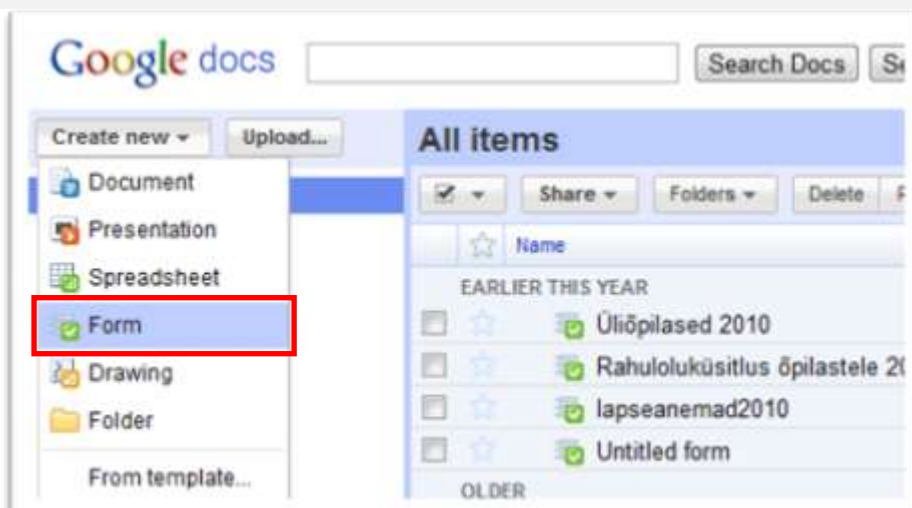 Google docs
Search Docs
Create new
Upload...
All items
Document
Presentation
Spreadsheet
Form
Drawing
Folder
From template...
Share
Folders
Delete
Name
EARLIER THIS YEAR
Üliõpilased 2010
Rahuloluküsitlus õpilastele
lapseanemad2010
Untitled form
OLDER